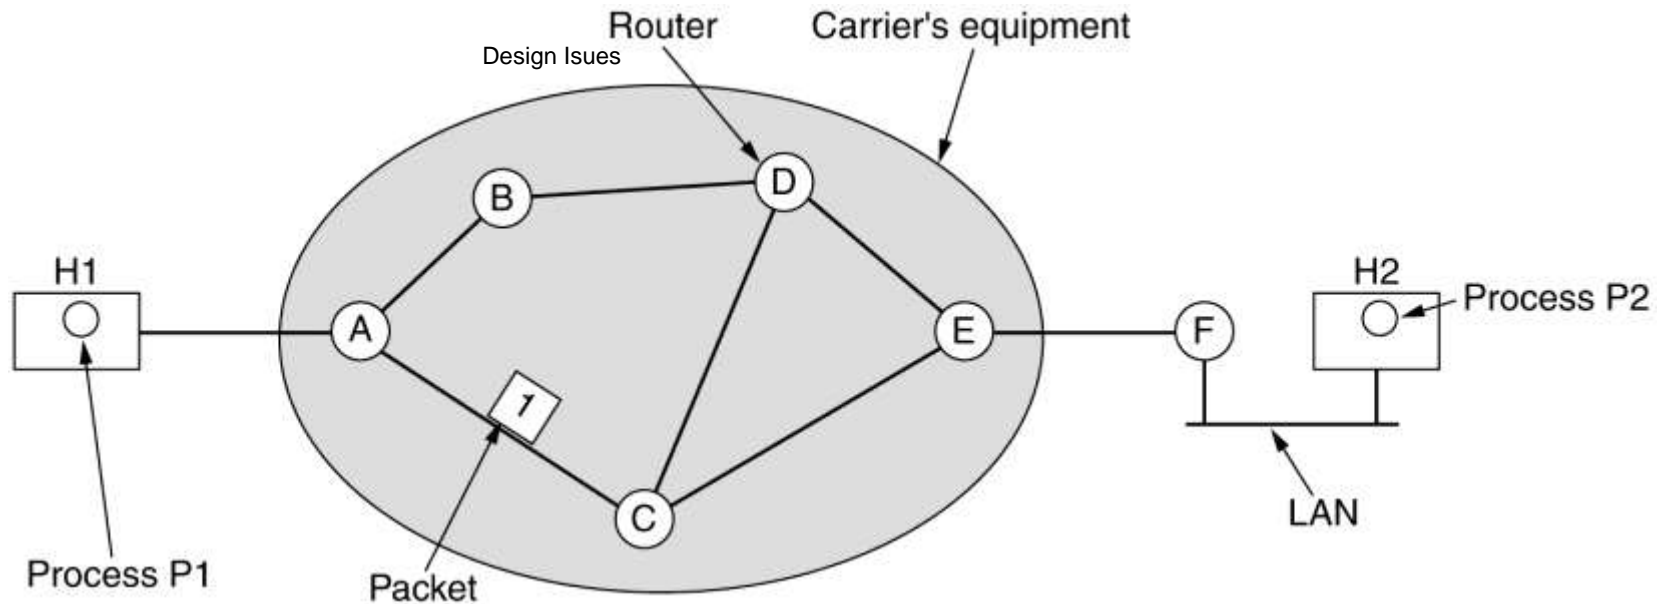 Router
Carrier's equipment
Design Isues
B
D
H1
H2
Process P2
A
E
F
1
C
LAN
Process P1
Packet